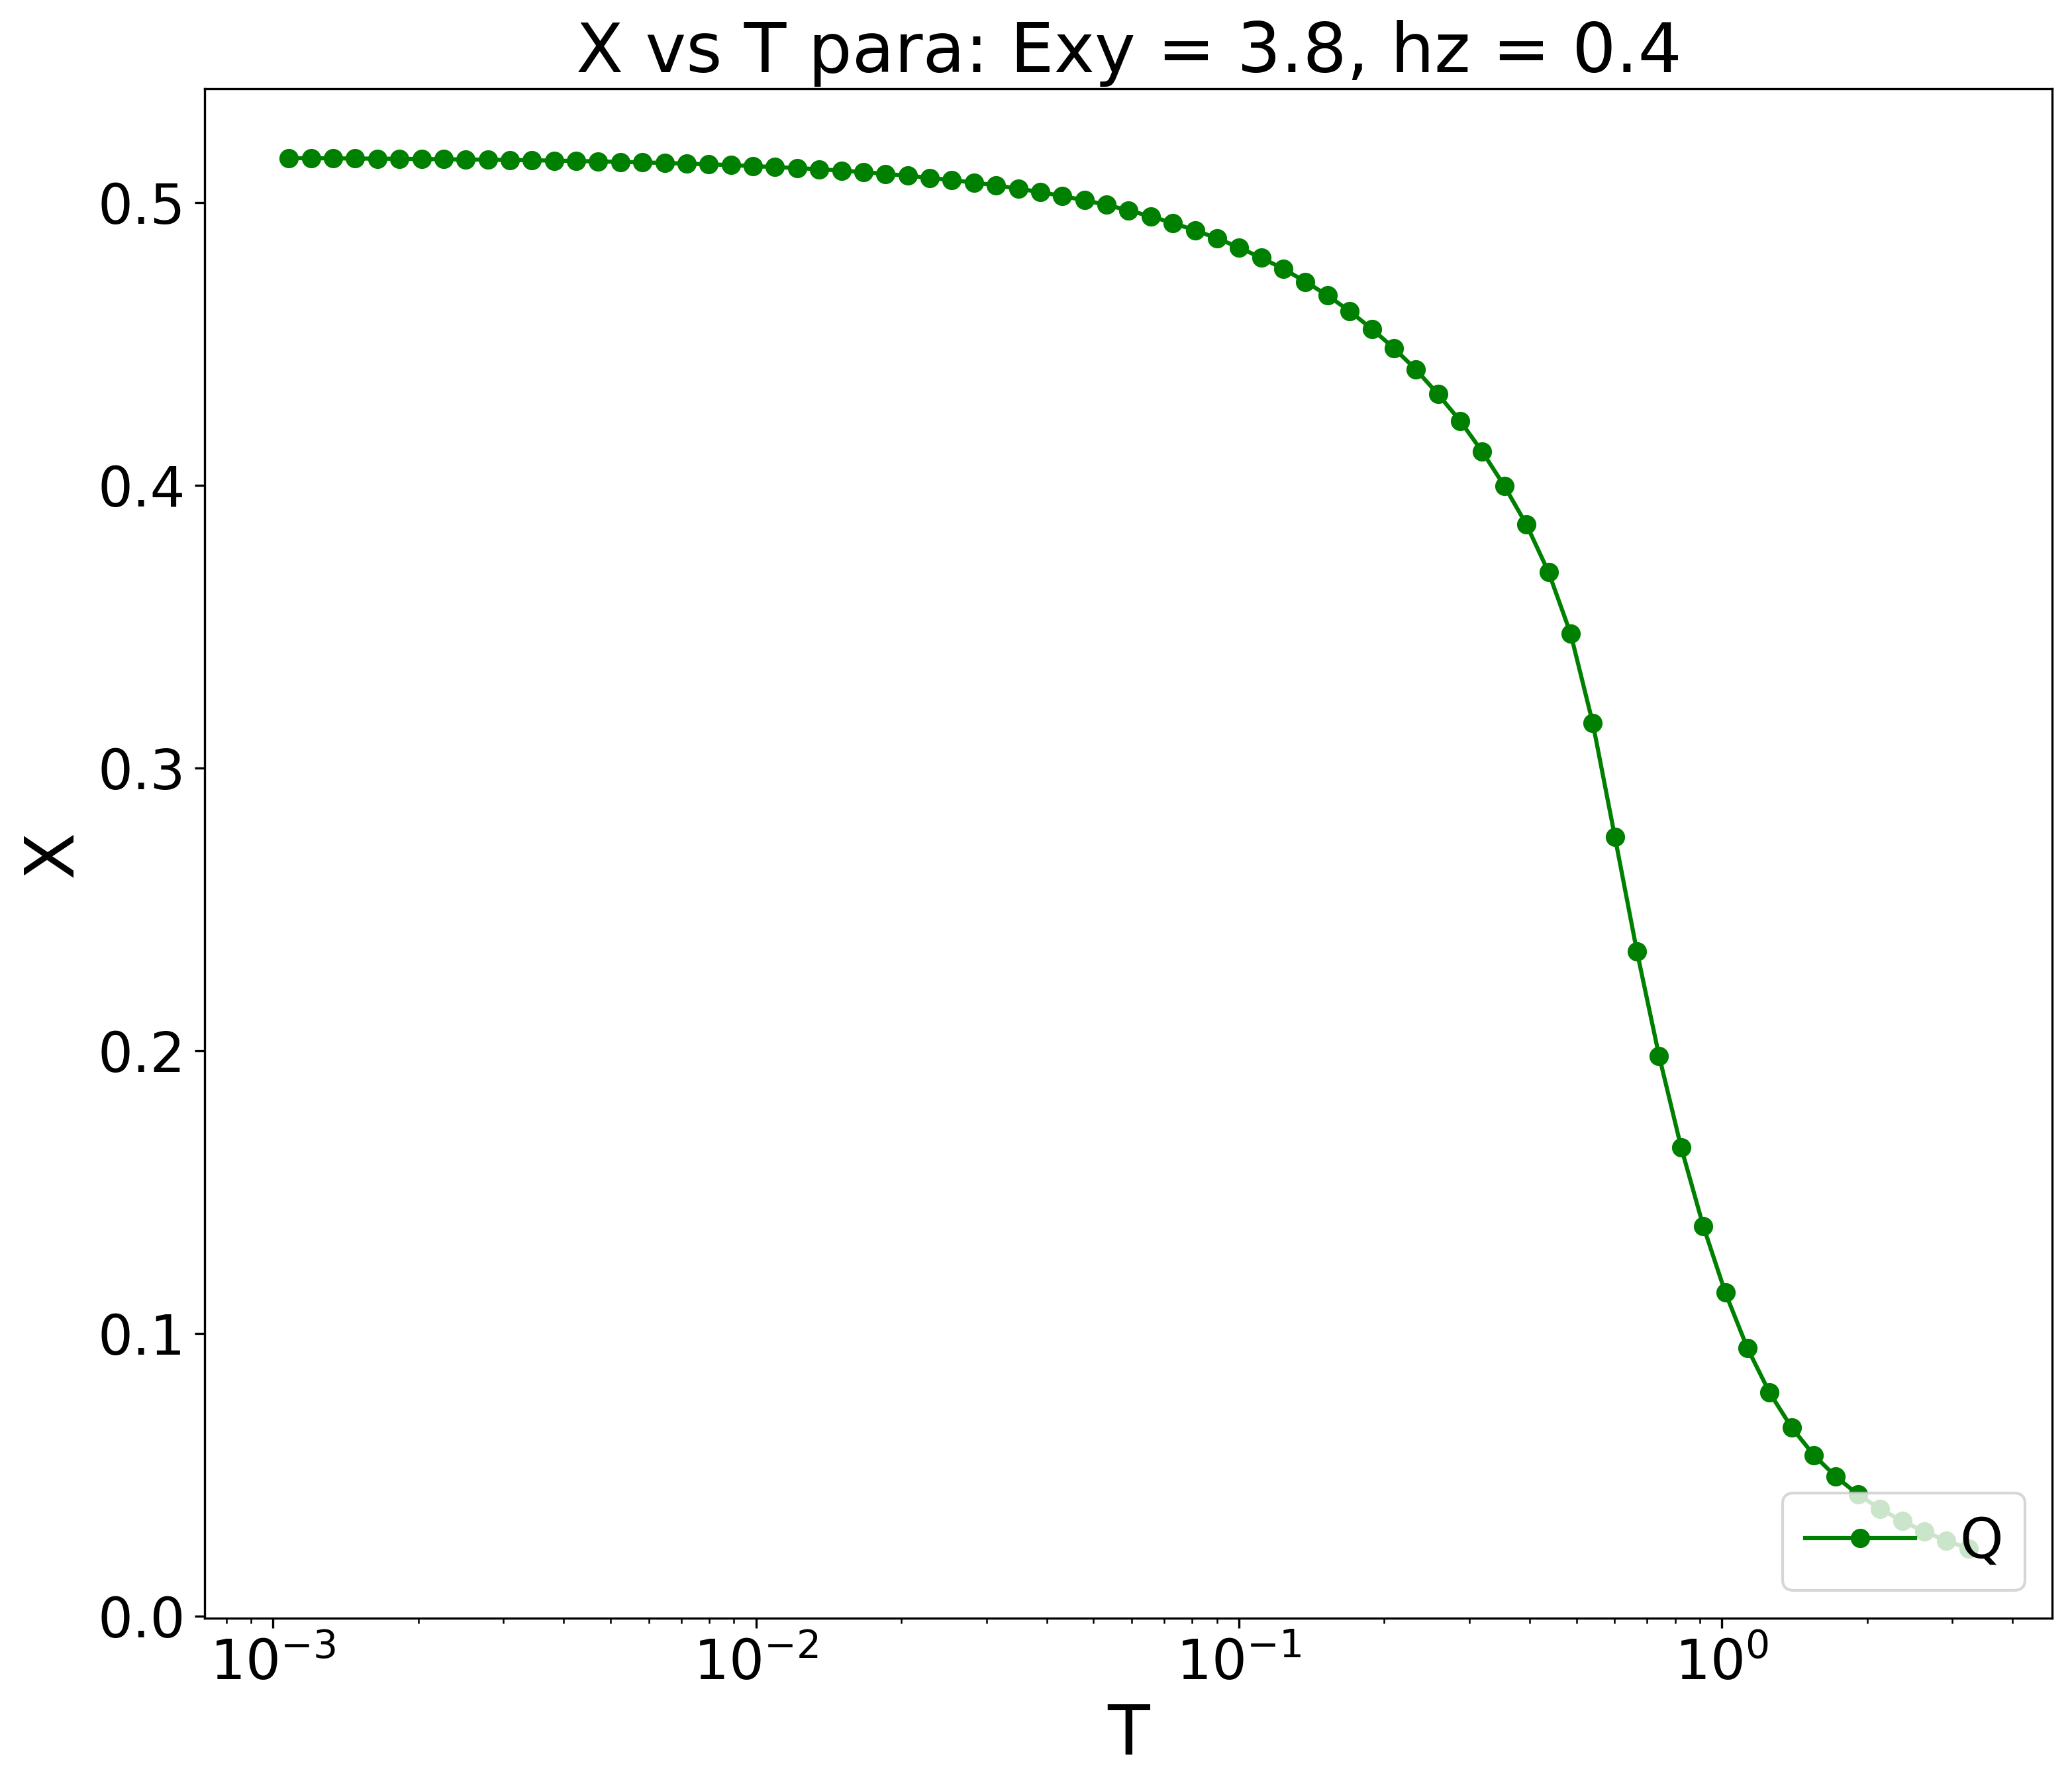 X vs T para: Exy = 3.8, hz = 0.4
X
0.5
0.4
0.3
0.2
0.1
0.0
10⁻³ 10⁻² 10⁻¹ 10⁰
T
Q